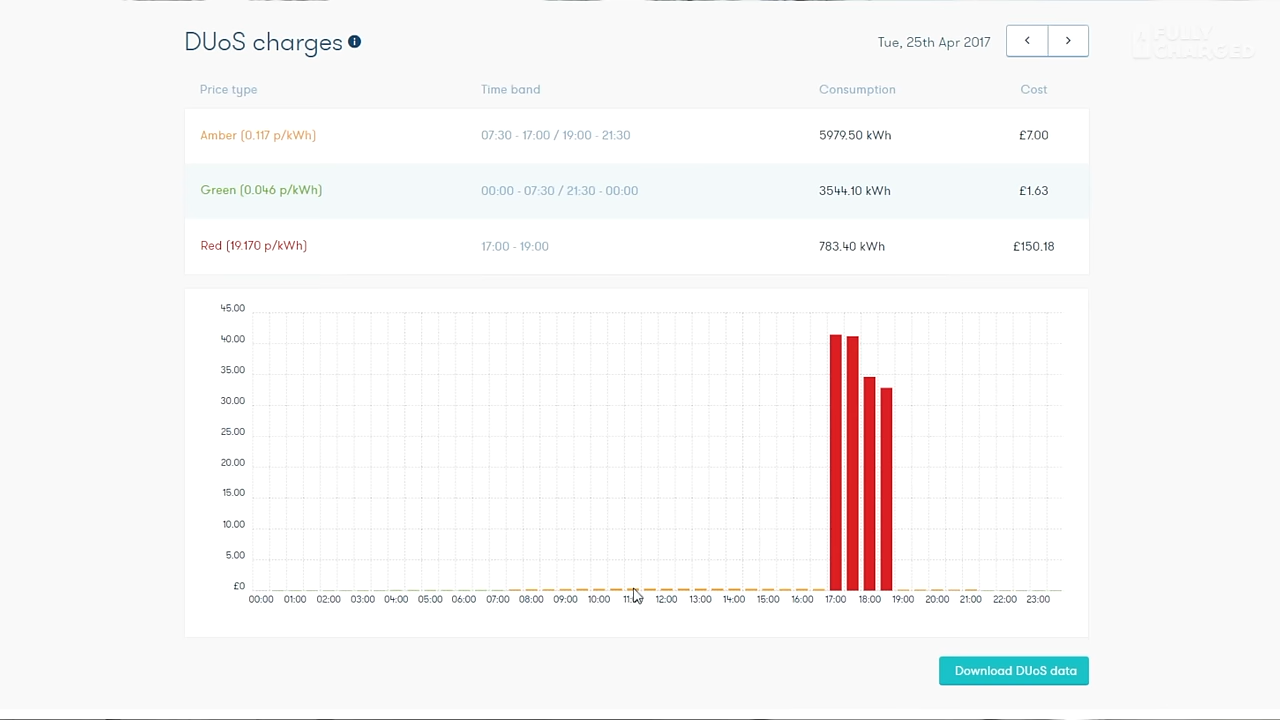 DUoS charges
Tue, 25th Apr 2017
FULLY
CHARGED
Price type Time band Consumption Cost
Amber (0.117 p/kWh) 07:30 - 17:00 / 19:00 - 21:30 5979.50 kWh £7.00
Green (0.046 p/kWh) 00:00 - 07:30 / 21:30 - 00:00 3544.10 kWh £1.63
Red (19.170 p/kWh) 17:00 - 19:00 783.40 kWh £150.18
45.00
40.00
35.00
30.00
25.00
20.00
15.00
10.00
5.00
£0
00:00 01:00 02:00 03:00 04:00 05:00 06:00 07:00 08:00 09:00 10:00 12:00 13:00 14:00 15:00 16:00 17:00 18:00 19:00 20:00 21:00 22:00 23:00
Download DUoS data